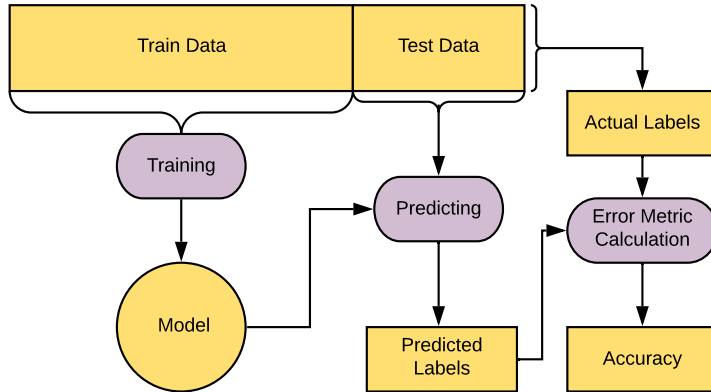 Train Data
Test Data
Actual Labels
Training
Predicting
Error Metric
Calculation
Model
Predicted
Labels
Accuracy